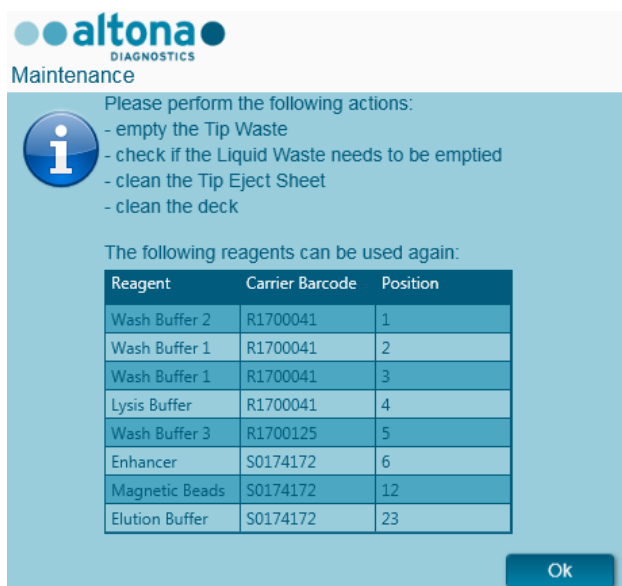 altona
DIAGNOSTICS
Maintenance
Please perform the following actions:
- empty the Tip Waste
- check if the Liquid Waste needs to be emptied
- clean the Tip Eject Sheet
- clean the deck
The following reagents can be used again:
Reagent Carrier Barcode Position
Wash Buffer 2 R1700041 1
Wash Buffer 1 R1700041 2
Wash Buffer 1 R1700041 3
Lysis Buffer R1700041 4
Wash Buffer 3 R1700125 5
Enhancer S0174172 6
Magnetic Beads S0174172 12
Elution Buffer S0174172 23
Ok